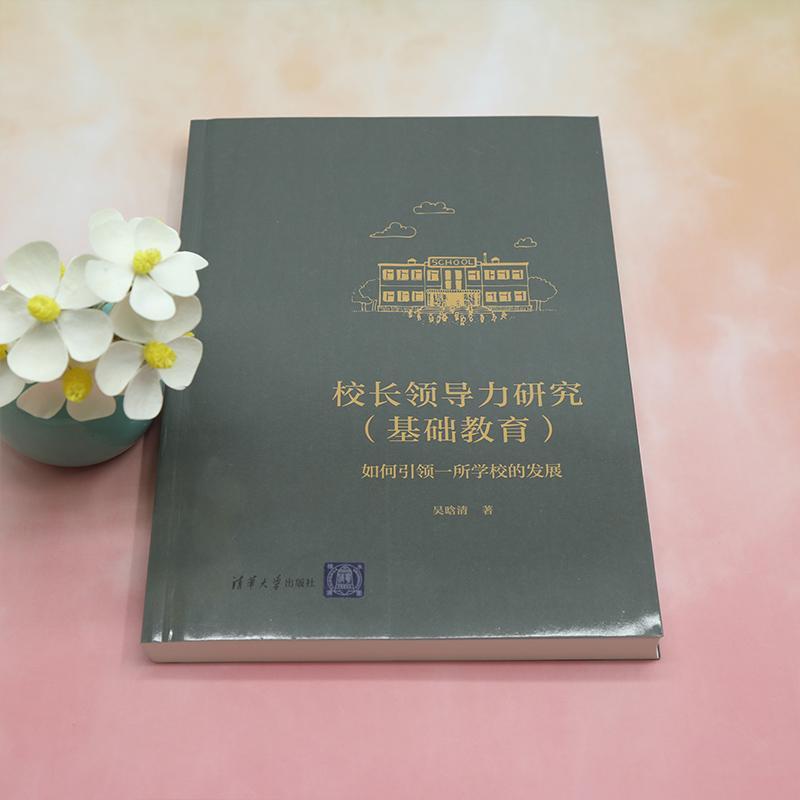 SCHOOL
校长领导力研究
（基础教育）
如何引领一所学校的发展
吴晗清 著
清华大学出版社